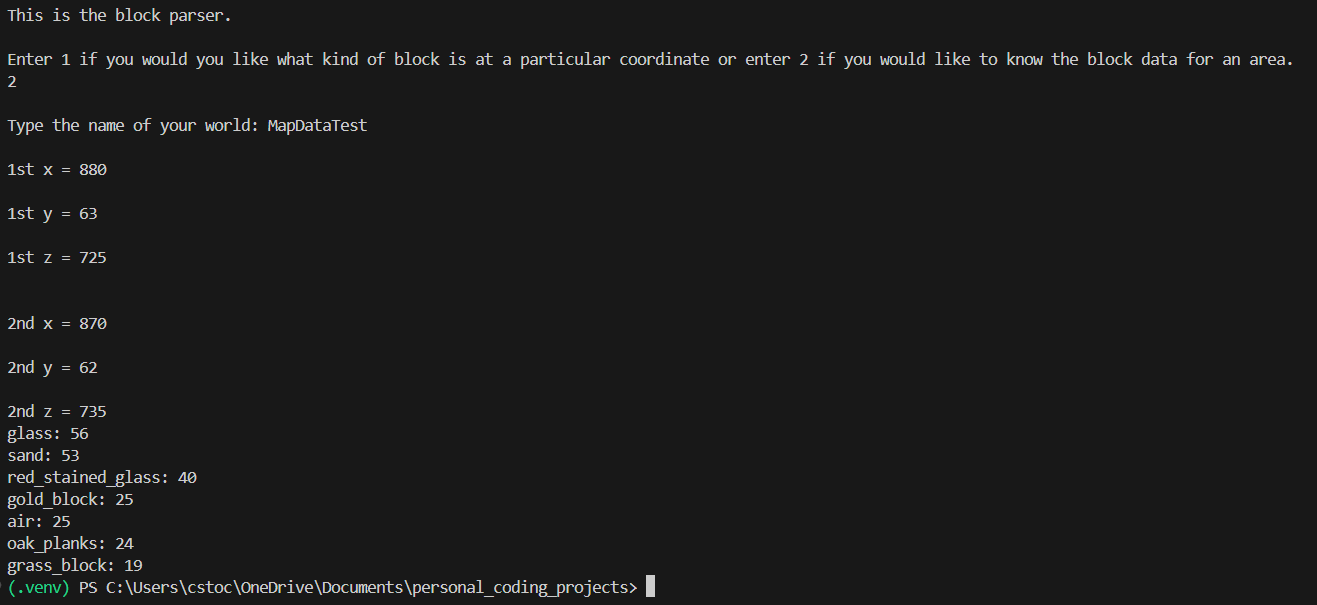 This is the block parser.
Enter 1 if you would you like what kind of block is at a particular coordinate or enter 2 if you would like to know the block data for an area.
2
Type the name of your world: MapDataTest
1st x = 880
1st y = 63
1st z = 725
2nd x = 870
2nd y = 62
2nd z = 735
glass: 56
sand: 53
red_stained_glass: 40
gold_block: 25
air: 25
oak_planks: 24
grass_block: 19
(.venv) PS C:\Users\cstoc\OneDrive\Documents\personal_coding_projects>